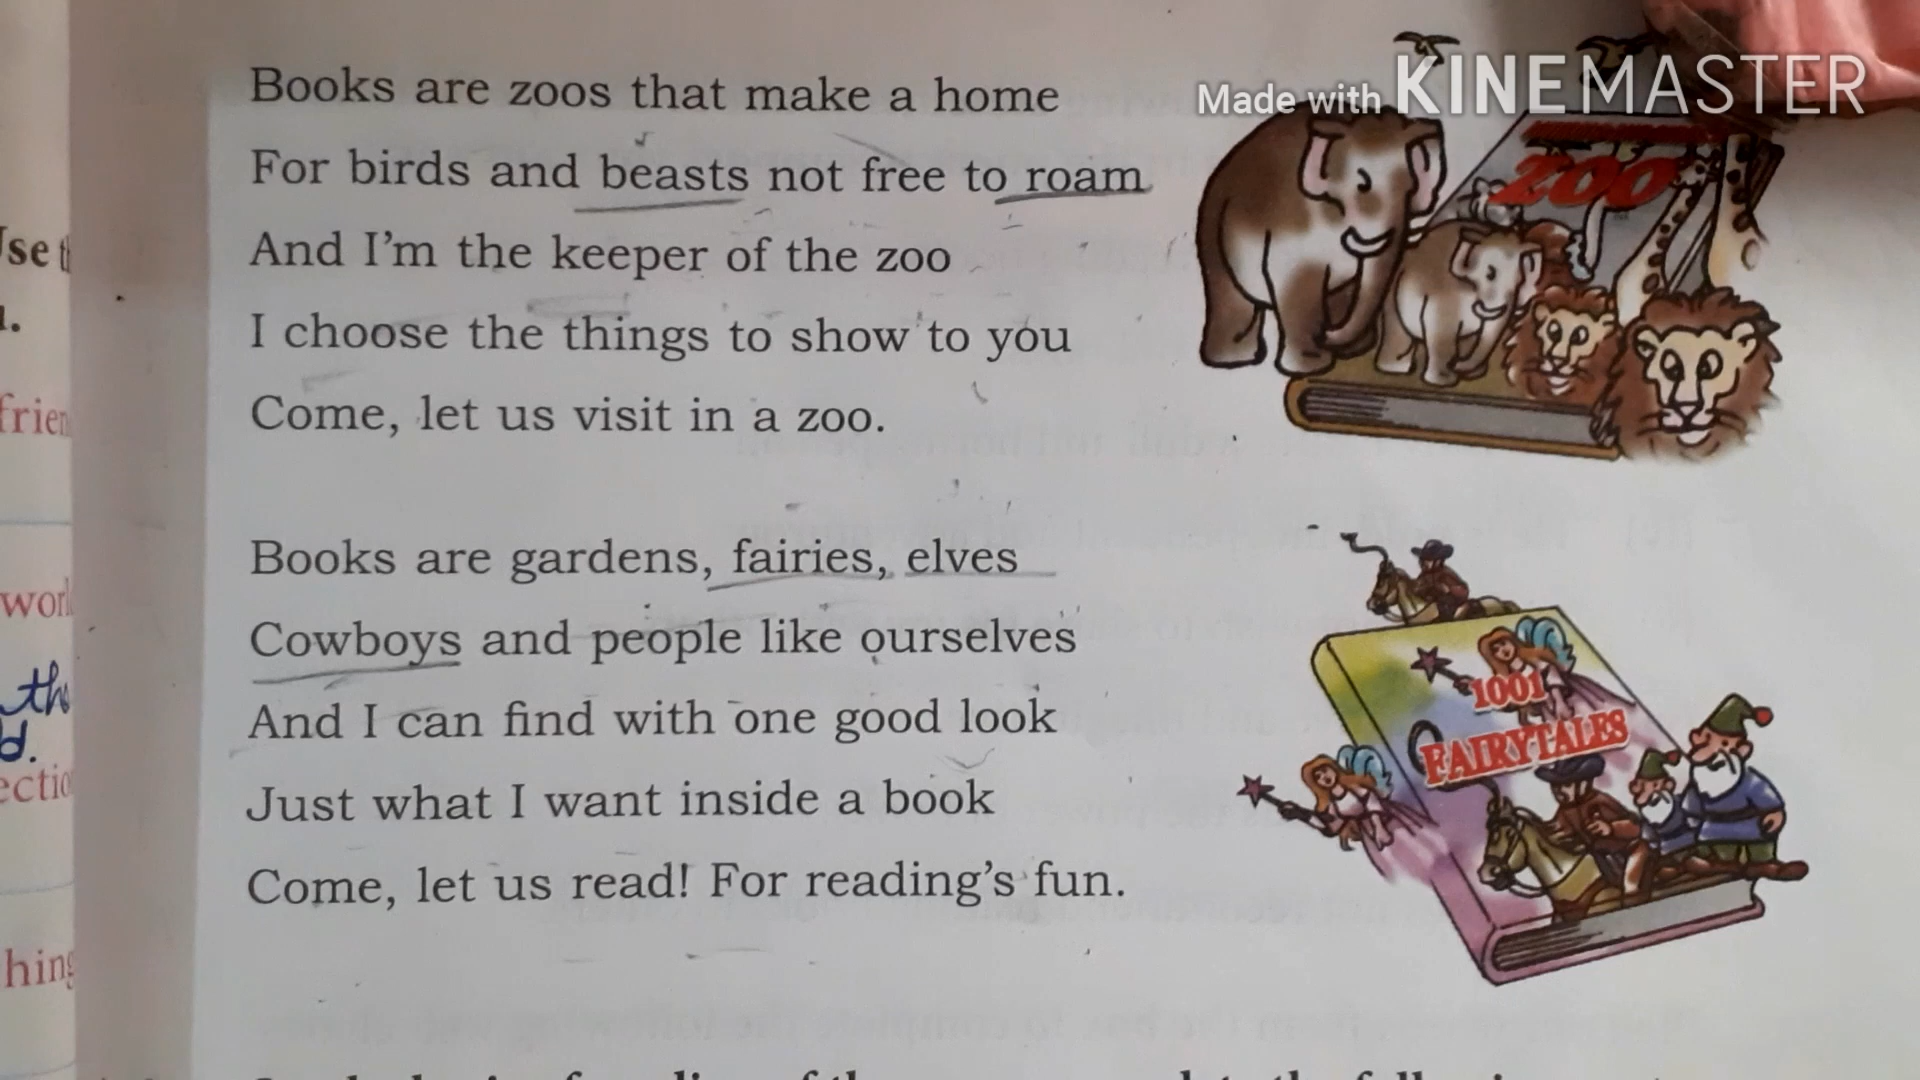 Made with KINEMASTER
Books are zoos that make a home
For birds and beasts not free to roam
And I'm the keeper of the zoo
I choose the things to show to you
Come, let us visit in a zoo.
ZOO
Books are gardens, fairies, elves
Cowboys and people like ourselves
And I can find with one good look
Just what I want inside a book
Come, let us read! For reading's fun.
1001
FAIRYTALES
the
d.